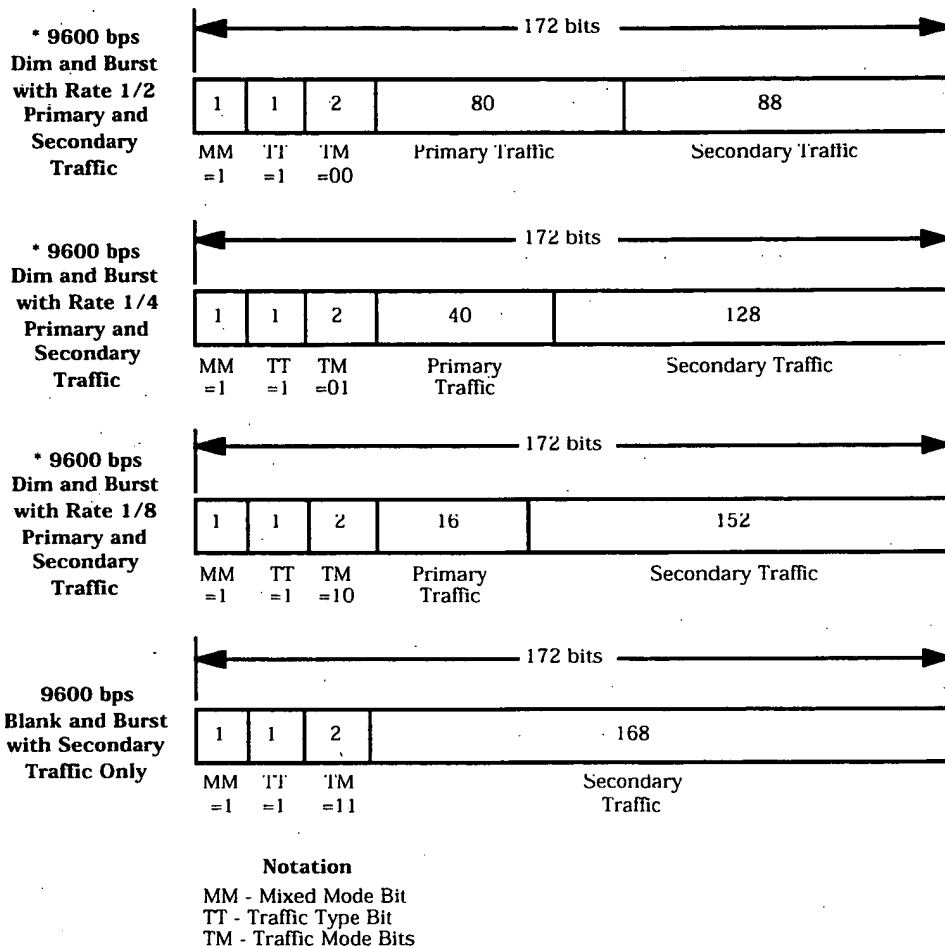 * 9600 bps
Dim and Burst
with Rate 1/2
Primary and
Secondary
Traffic
172 bits
1 1 2 80 88
MM TT TM Primary Traffic Secondary Traffic
=1 =1 =00
* 9600 bps
Dim and Burst
with Rate 1/4
Primary and
Secondary
Traffic
172 bits
1 1 2 40 128
MM TT TM Primary Secondary Traffic
=1 =1 =01 Traffic
* 9600 bps
Dim and Burst
with Rate 1/8
Primary and
Secondary
Traffic
172 bits
1 1 2 16 152
MM TT TM Primary Secondary Traffic
=1 =1 =10 Traffic
9600 bps
Blank and Burst
with Secondary
Traffic Only
172 bits
1 1 2 168
MM TT TM Secondary
=1 =1 =11 Traffic
Notation
MM - Mixed Mode Bit
TT - Traffic Type Bit
TM - Traffic Mode Bits